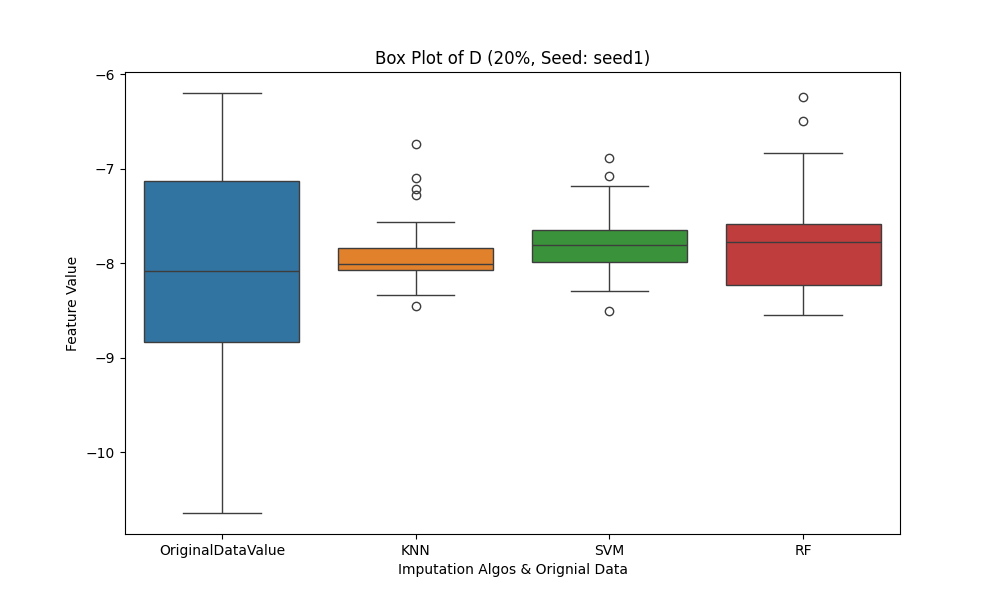 Box Plot of D (20%, Seed: seed1)
−6
−7
−8
−9
−10
Feature Value
OriginalDataValue KNN SVM RF
Imputation Algos & Orignial Data